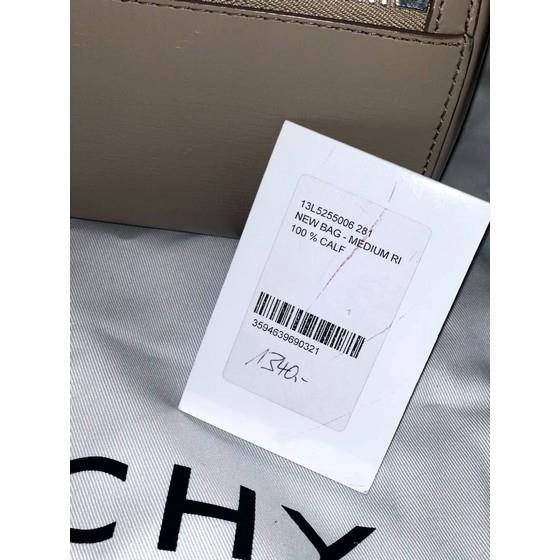 13L5255006 281
NEW BAG - MEDIUM RI
100 % CALF
3594639690321
1340,-
CHY